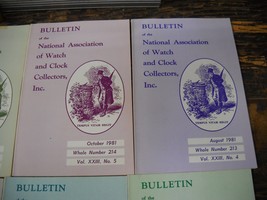 BULLETIN
of the
National Association
of Watch
and Clock
Collectors,
Inc.
October 1981
Whole Number 214
Vol. XXIII, No. 5
BULLETIN
of the
National Association
of Watch
and Clock
Collectors,
Inc.
August 1981
Whole Number 213
Vol. XXIII, No. 4
BULLETIN
BULLETIN